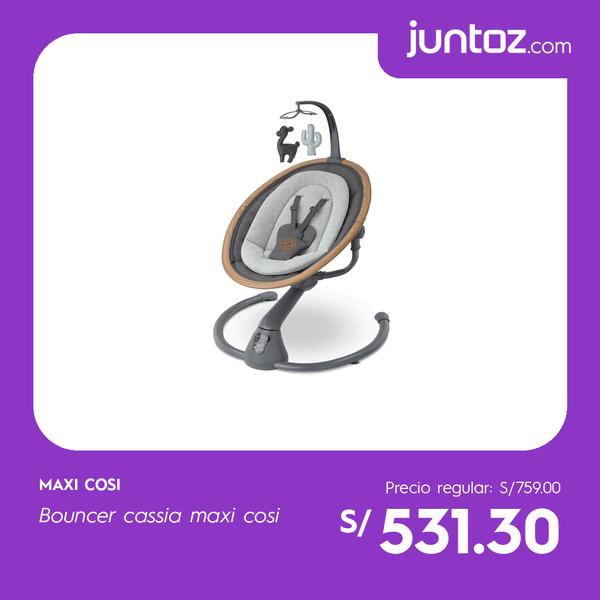 juntoz.com
MAXI COSI
Bouncer cassia maxi cosi
Precio regular: S/759.00
S/ 531.30